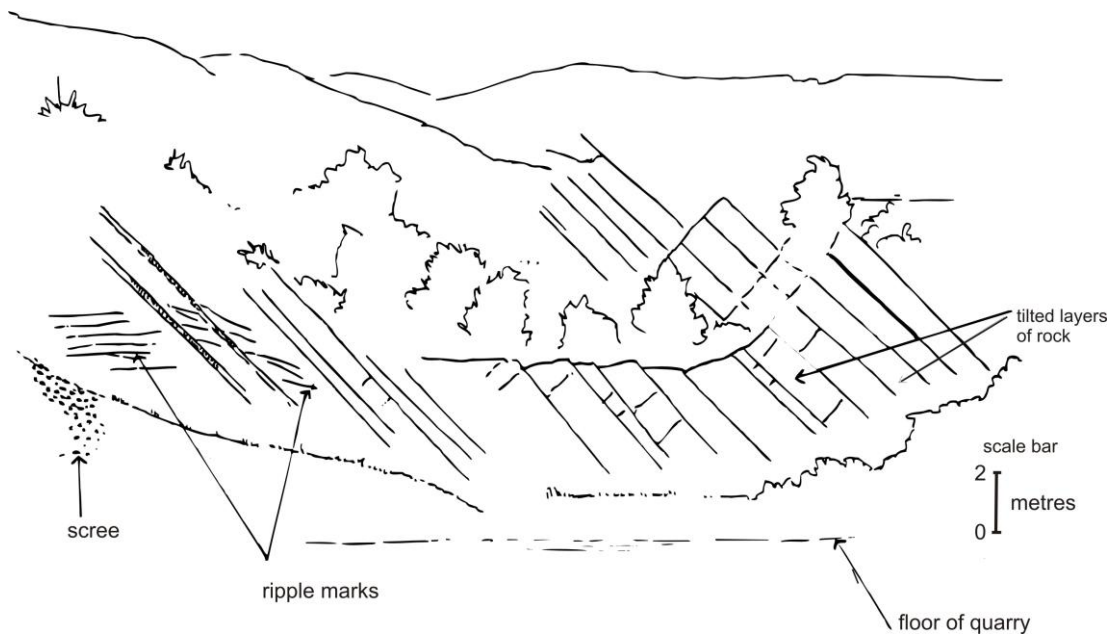 tilted layers
of rock
scale bar
2
metres
0
scree
ripple marks
floor of quarry